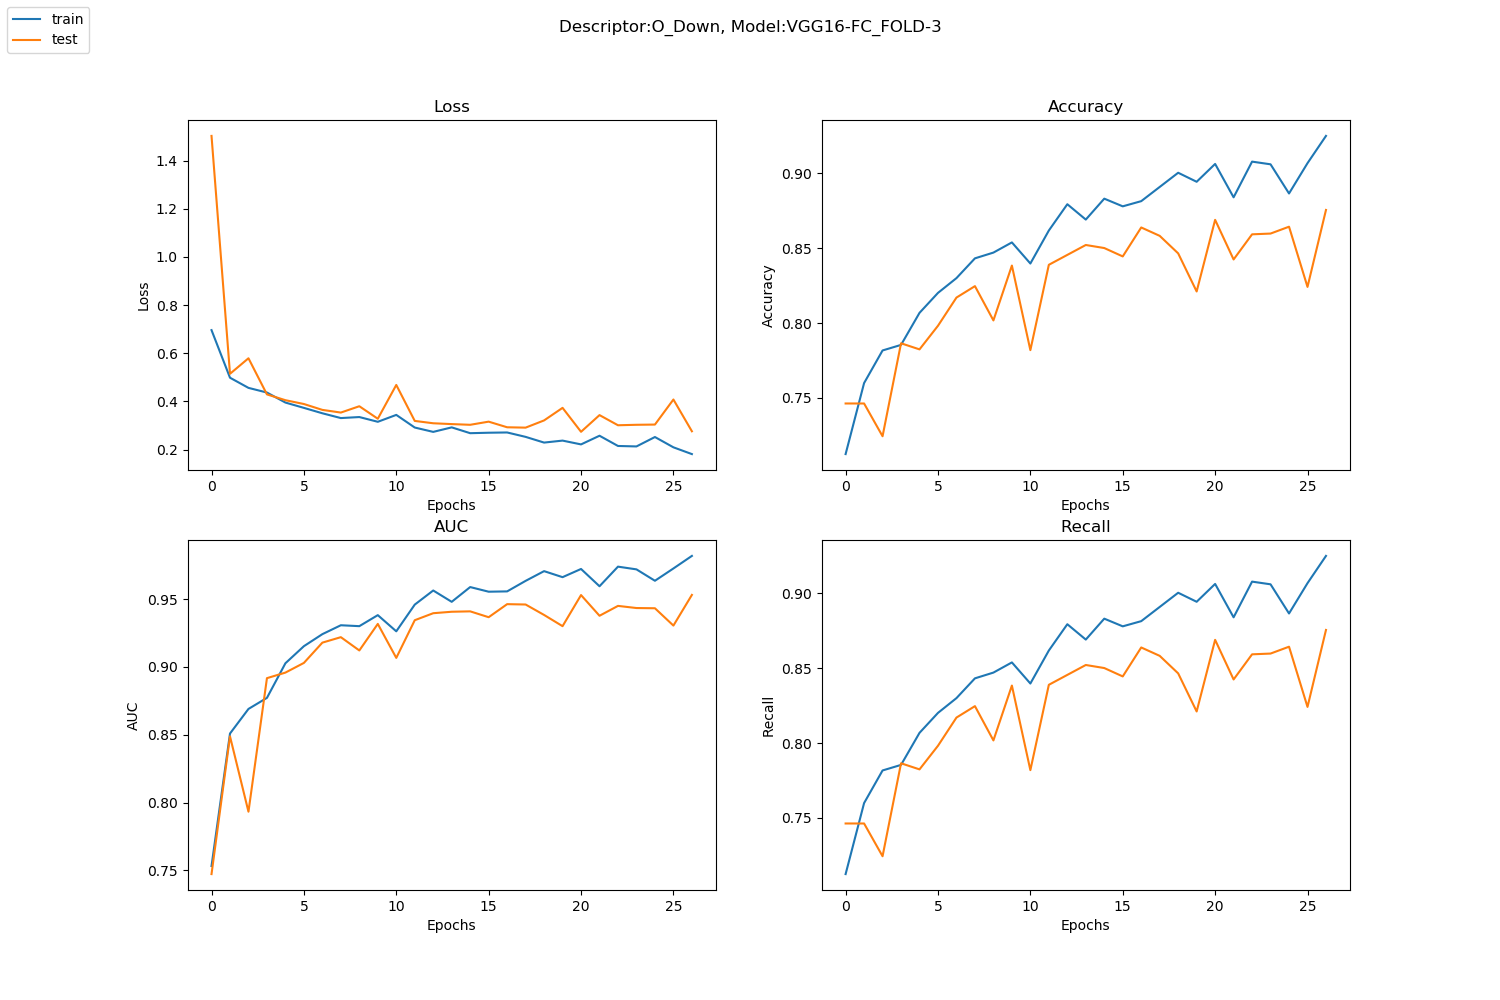 train
test
Descriptor:O_Down, Model:VGG16-FC_FOLD-3
Loss
Loss
1.4
1.2
1.0
0.8
0.6
0.4
0.2
0 5 10 15 20 25
Epochs
Accuracy
Accuracy
0.90
0.85
0.80
0.75
0 5 10 15 20 25
Epochs
AUC
AUC
0.95
0.90
0.85
0.80
0.75
0 5 10 15 20 25
Epochs
Recall
Recall
0.90
0.85
0.80
0.75
0 5 10 15 20 25
Epochs